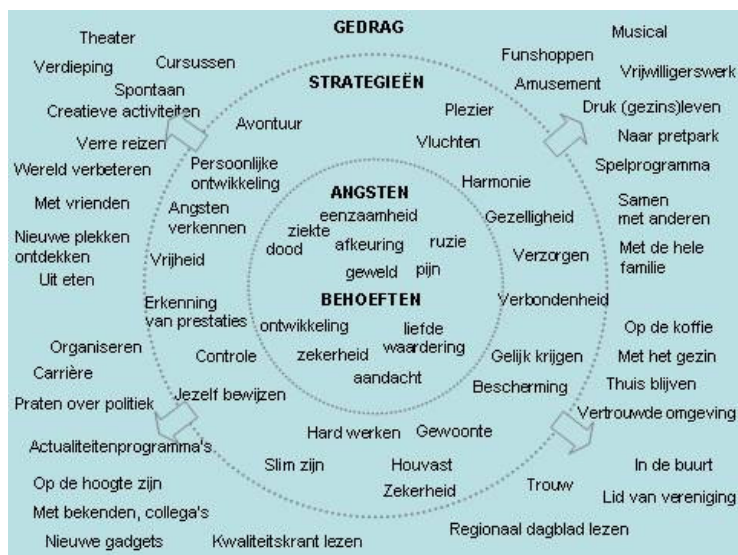 GEDRAG
Theater
Verdieping
Cursussen
Spontaan
Creatieve activiteiten
Verre reizen
Wereld verbeteren
Met vrienden
Nieuwe plekken
ontdekken
Uit eten
Organiseren
Carrière
Praten over politiek
Actualiteitenprogramma's
Op de hoogte zijn
Met bekenden, collega's
Nieuwe gadgets
Kwaliteitskrant lezen
Musical
Funshoppen
Amusement
Vrijwilligerswerk
Druk (gezins)leven
Naar pretpark
Spelprogramma
Samen
met anderen
Met de hele
familie
Op de koffie
Met het gezin
Thuis blijven
Vertrouwde omgeving
In de buurt
Trouw
Lid van vereniging
Regionaal dagblad lezen
STRATEGIEËN
Avontuur
Persoonlijke
ontwikkeling
Angsten
verkennen
Vrijheid
Erkenning
van prestaties
Controle
Jezelf bewijzen
Plezier
Vluchten
Harmonie
Gezelligheid
Verzorgen
Verbondenheid
Gelijk krijgen
Bescherming
Hard werken
Gewoonte
Slim zijn
Houvast
Zekerheid
ANGSTEN
eenzaamheid
ziekte
dood
afkeuring
ruzie
geweld
pijn
BEHOEFTEN
ontwikkeling
liefde
zekerheid
waardering
aandacht